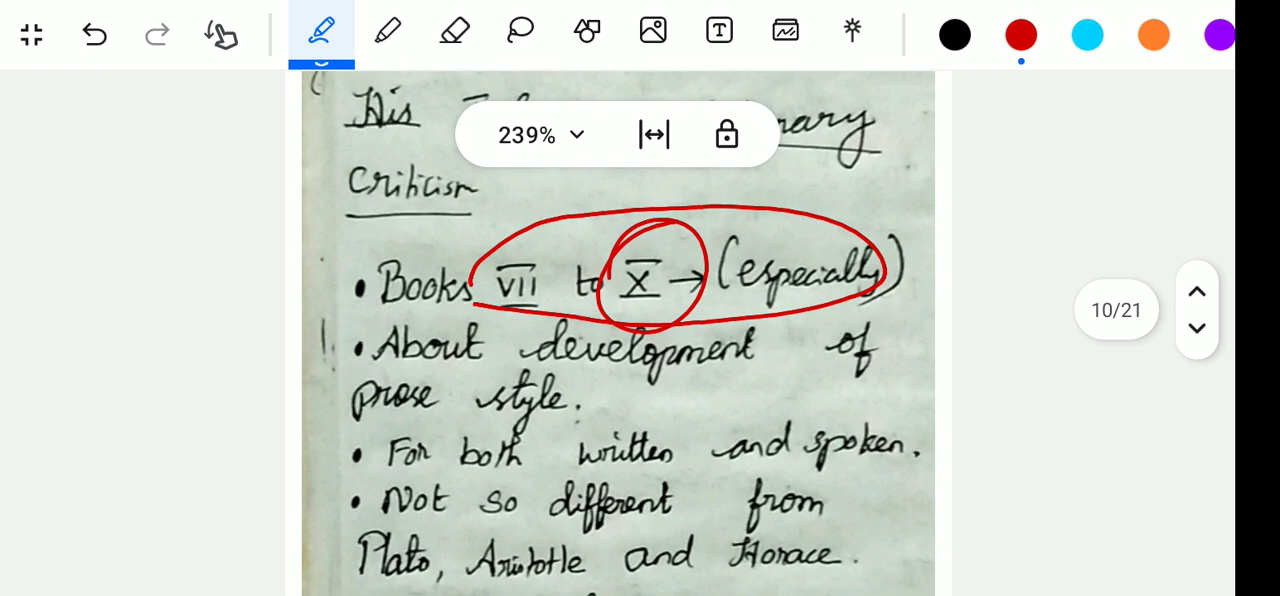 239%
His
criticism
• Books VII to X → (especially)
10/21
• About development of
prose style.
• For both written and spoken.
• Not so different from
Plato, Aristotle and Horace.